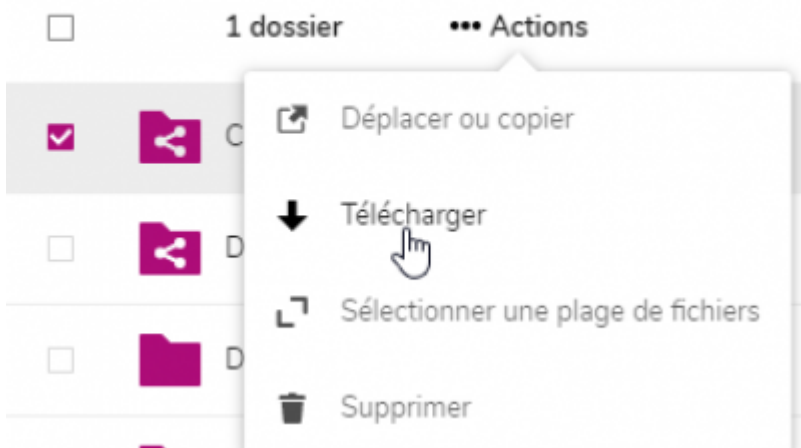 1 dossier ••• Actions
C
Déplacer ou copier
Télécharger
D
Sélectionner une plage de fichiers
D
Supprimer